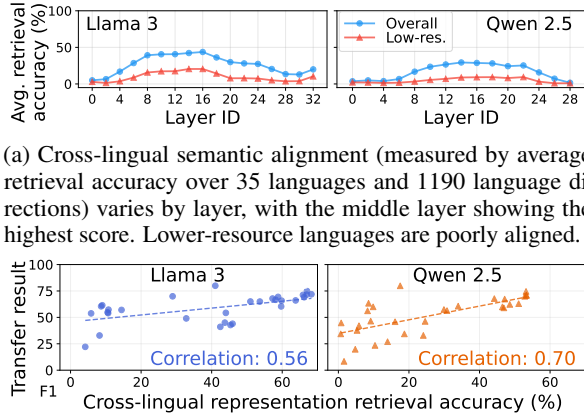 Avg. retrieval
accuracy (%)
100
50
0
Llama 3
0 4 8 12 16 20 24 28 32
Layer ID
Overall
Low-res.
Qwen 2.5
0 4 8 12 16 18 20 22 24 26 28
Layer ID
(a) Cross-lingual semantic alignment (measured by average
retrieval accuracy over 35 languages and 1190 language di
rections) varies by layer, with the middle layer showing the
highest score. Lower-resource languages are poorly aligned.
Transfer result
F1
100
75
50
25
0
Llama 3
Correlation: 0.56
0 20 40 60
Qwen 2.5
Correlation: 0.70
0 20 40 60
Cross-lingual representation retrieval accuracy (%)